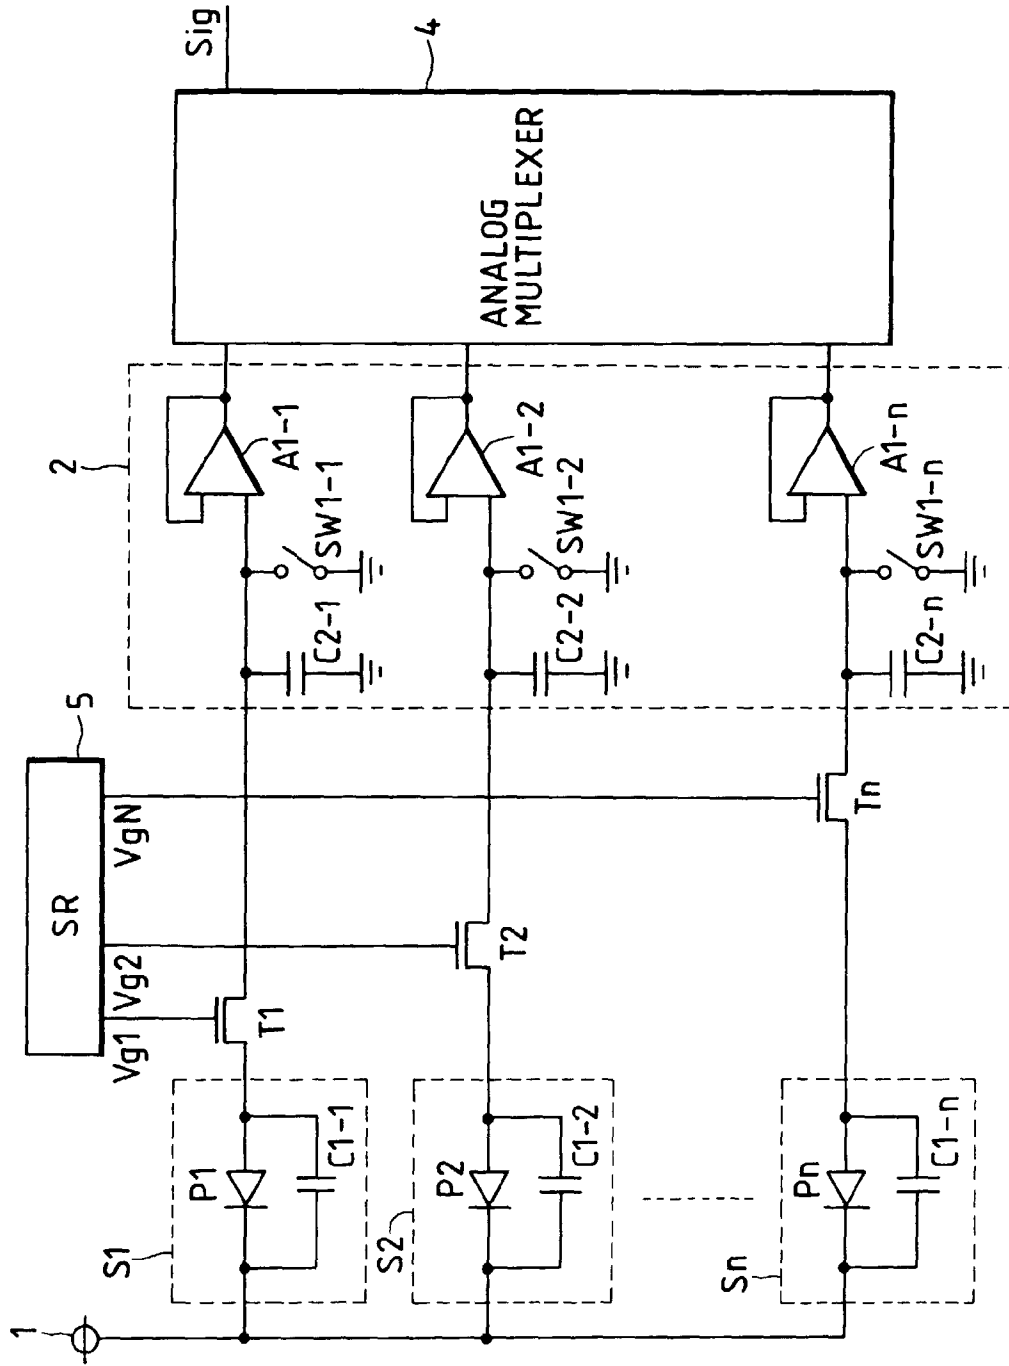 1
S1
P1
C1-1
S2
P2
C1-2
Sn
Pn
C1-n
SR
5
Vg1
Vg2
VgN
T1
T2
Tn
2
C2-1
SW1-1
A1-1
C2-2
SW1-2
A1-2
C2-n
SW1-n
A1-n
ANALOG
MULTIPLEXER
4
Sig